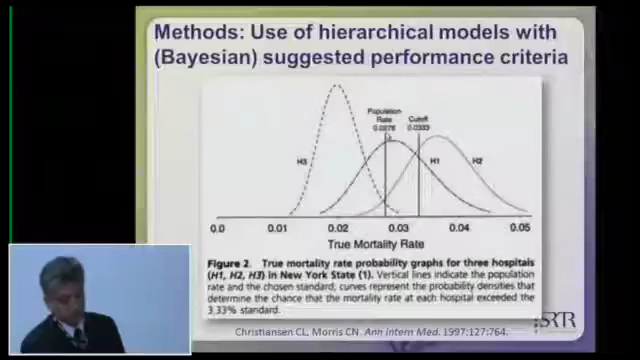 Methods: Use of hierarchical models with
(Bayesian) suggested performance criteria
Population
Rate
0.0278
Cutoff
0.0333
H3
H1
H2
0.0
0.01
0.02
0.03
0.04
0.05
True Mortality Rate
Figure 2. True mortality rate probability graphs for three hospitals
(H1, H2, H3) in New York State (1). Vertical lines indicate the population
rate and the chosen standard; curves represent the probability densities that
determine the chance that the mortality rate at each hospital exceeded the
3.33% standard.
Christiansen CL, Morris CN. Ann Intern Med. 1997:127:764.
SRTR